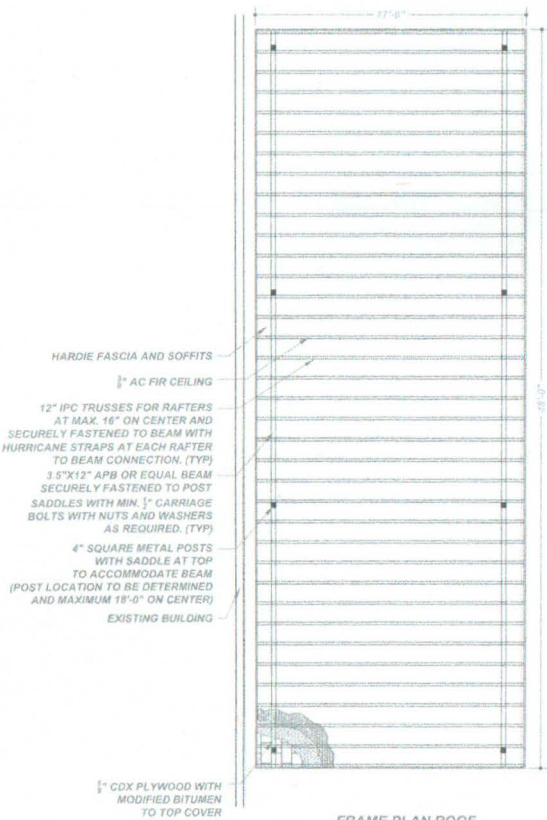 HARDIE FASCIA AND SOFFITS
AC FIR CEILING
12" IPC TRUSSES FOR RAFTERS
AT MAX. 16" ON CENTER AND
SECURELY FASTENED TO BEAM WITH
HURRICANE STRAPS AT EACH RAFTER
TO BEAM CONNECTION. (TYP)
3.5"X12" APB OR EQUAL BEAM
SECURELY FASTENED TO POST
SADDLES WITH MIN. ½" CARRIAGE
BOLTS WITH NUTS AND WASHERS
AS REQUIRED. (TYP)
4" SQUARE METAL POSTS
WITH SADDLE AT TOP
TO ACCOMMODATE BEAM
(POST LOCATION TO BE DETERMINED
AND MAXIMUM 18'-0" ON CENTER)
EXISTING BUILDING
CDX PLYWOOD WITH
MODIFIED BITUMEN
TO TOP COVER
FRAME PLAN ROOF